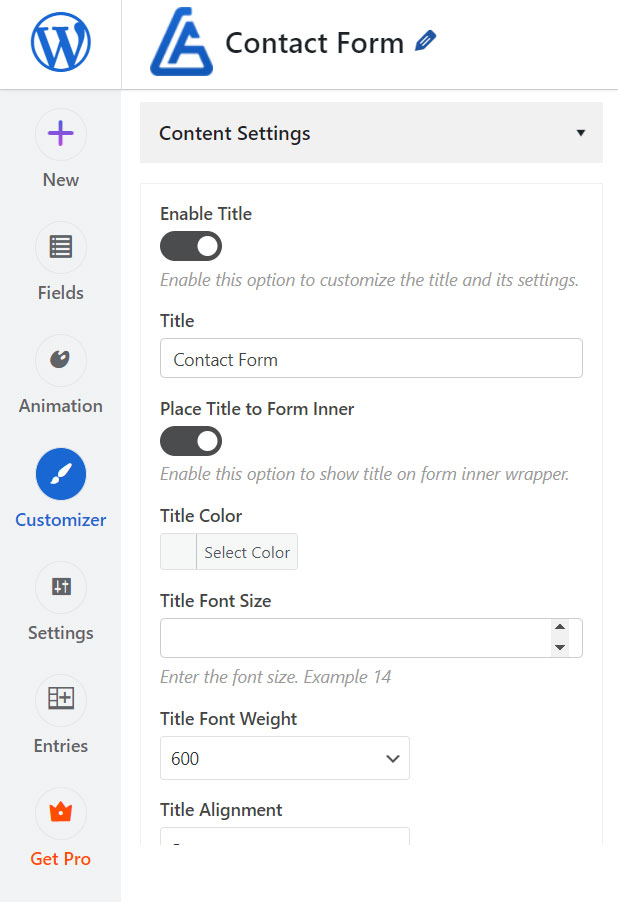 Contact Form
New
Fields
Animation
Customizer
Settings
Entries
Get Pro
Content Settings
Enable Title
Enable this option to customize the title and its settings.
Title
Contact Form
Place Title to Form Inner
Enable this option to show title on form inner wrapper.
Title Color
Select Color
Title Font Size
Enter the font size. Example 14
Title Font Weight
600
Title Alignment